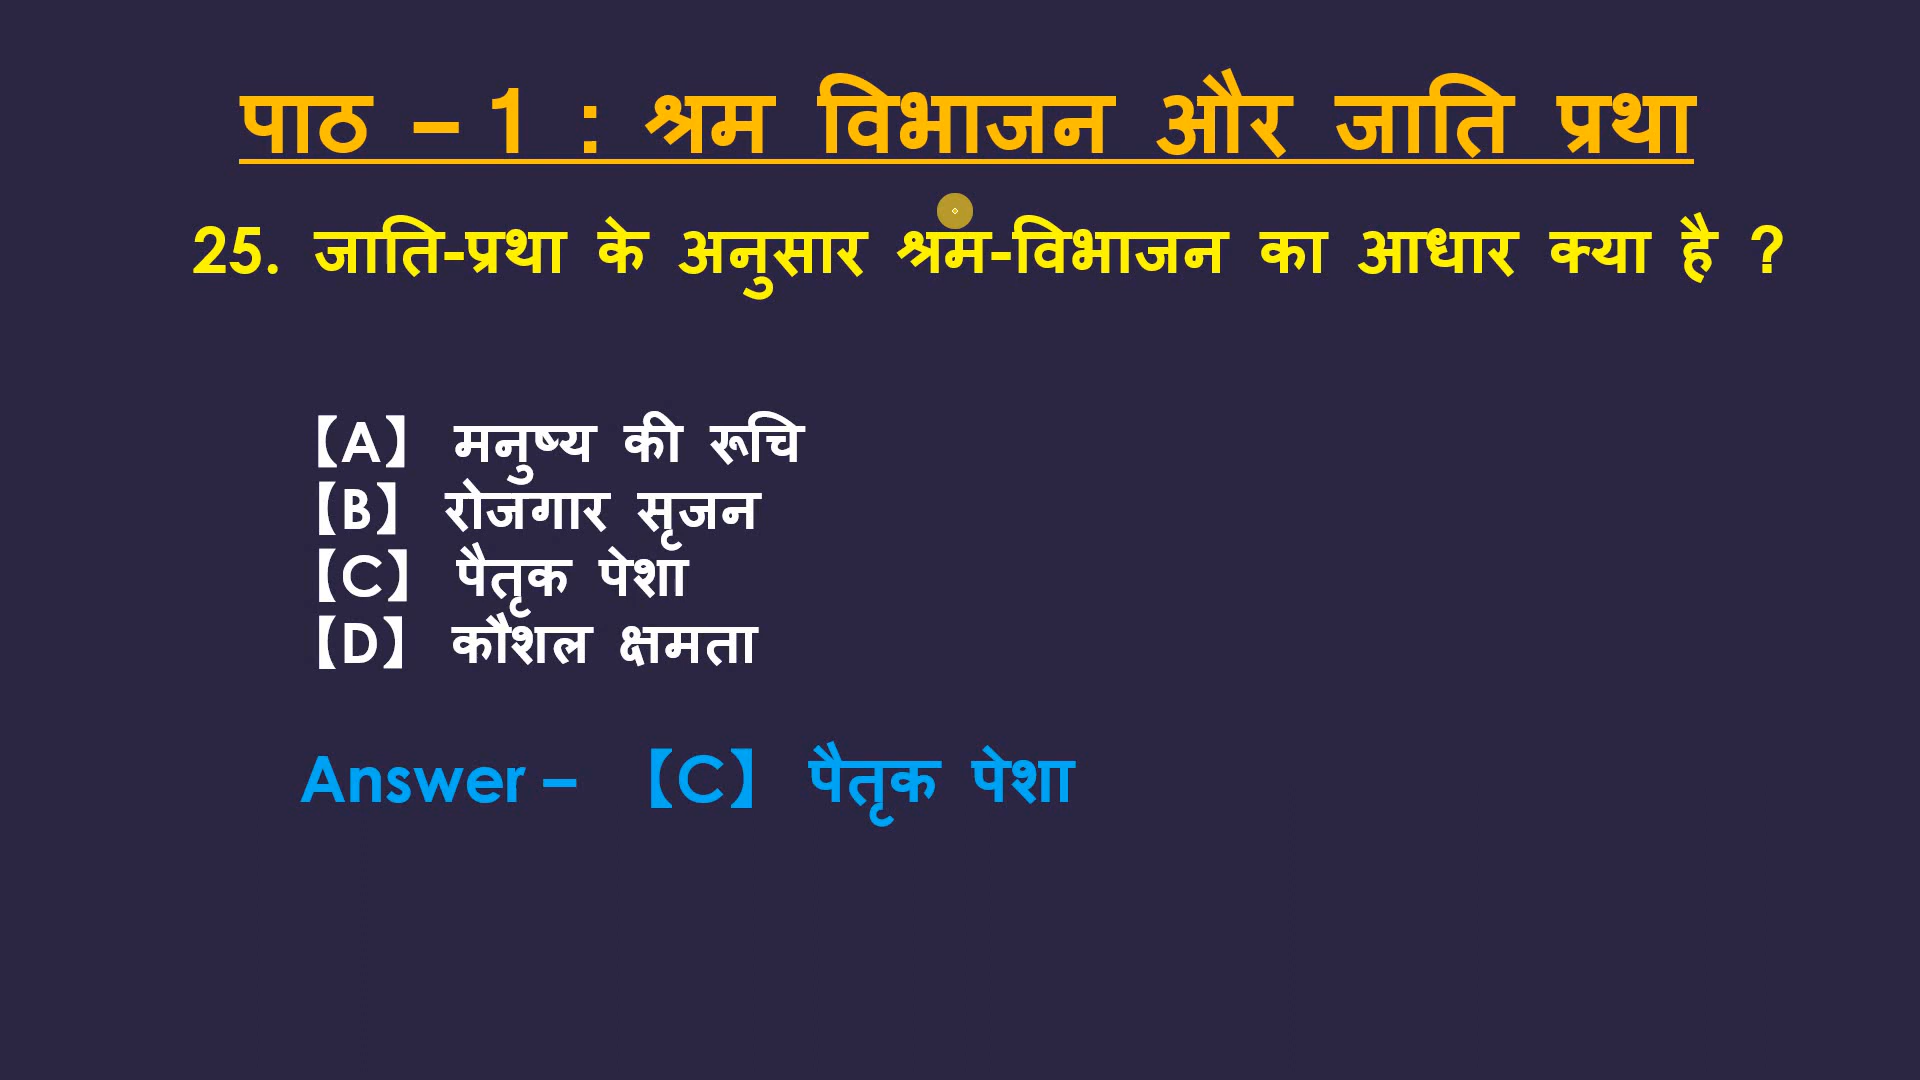 पाठ – 1 : श्रम विभाजन और जाति प्रथा
25. जाति-प्रथा के अनुसार श्रम-विभाजन का आधार क्या है ?
【A】 मनुष्य की रूचि
【B】 रोजगार सृजन
【C】 पैतृक पेशा
【D】 कौशल क्षमता
Answer – 【C】 पैतृक पेशा